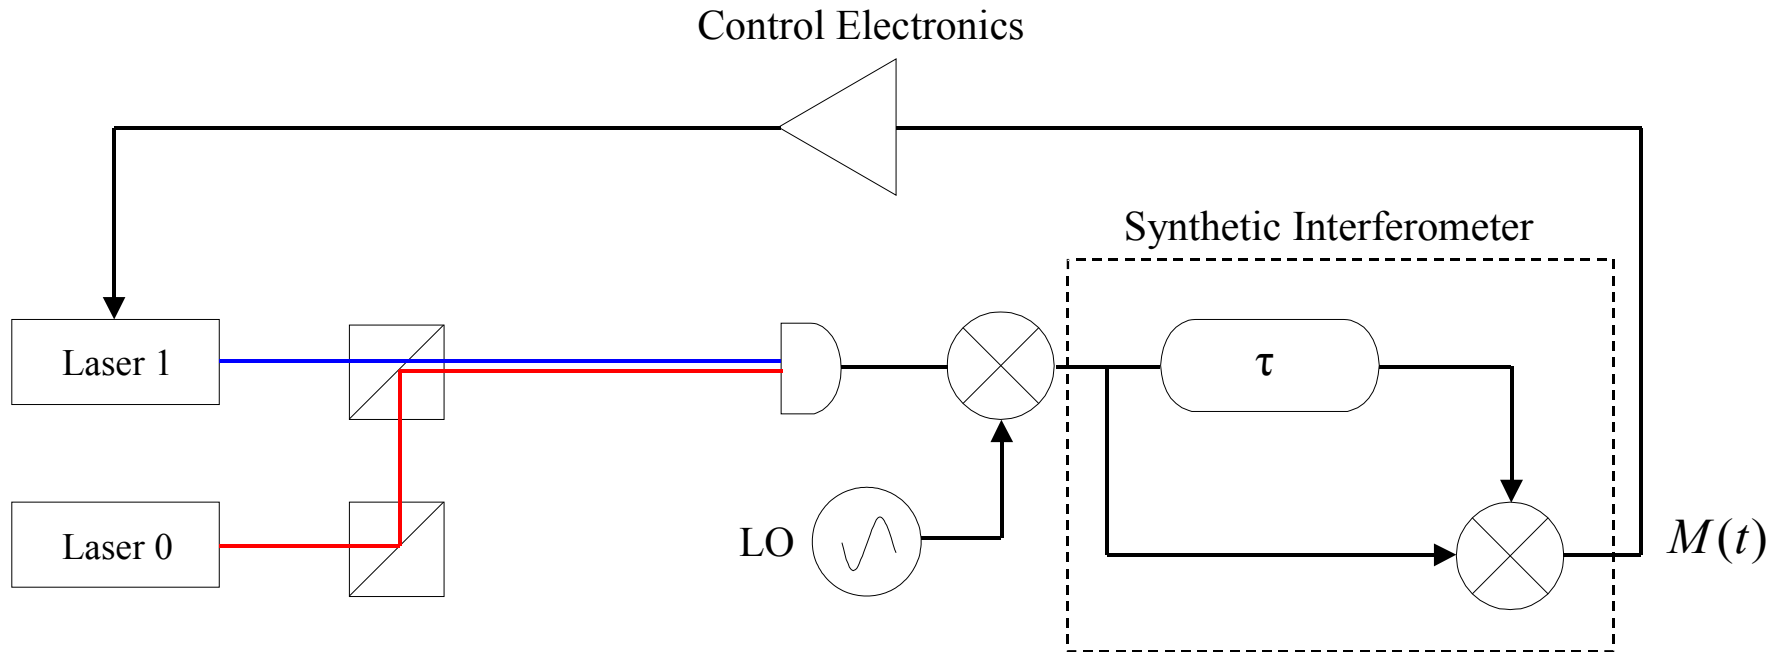 Control Electronics
Synthetic Interferometer
Laser 1
τ
Laser 0
LO
M(t)